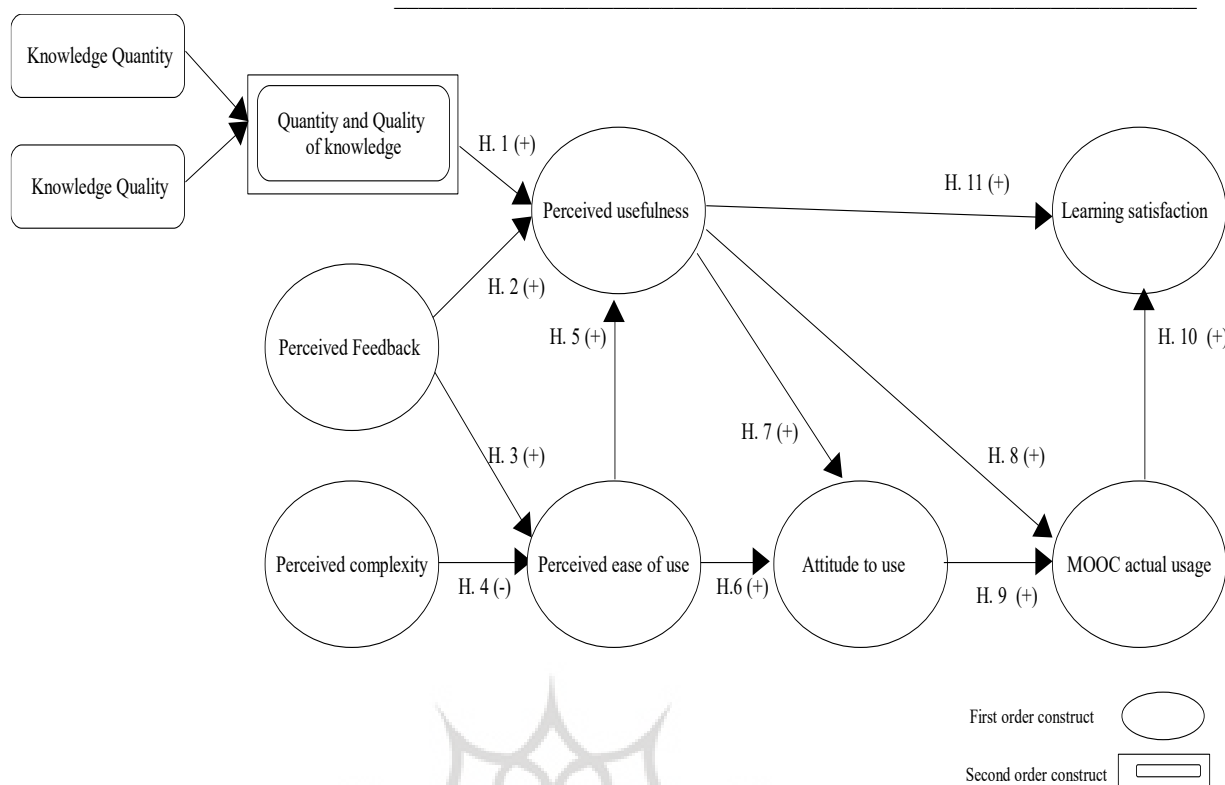 Knowledge Quantity
Quantity and Quality
of knowledge
Knowledge Quality
H. 1 (+)
Perceived usefulness
H. 11 (+)
Learning satisfaction
H. 2 (+)
Perceived Feedback
H. 5 (+)
H. 10 (+)
H. 3 (+)
H. 7 (+)
H. 8 (+)
Perceived complexity
H. 4 (-)
Perceived ease of use
H.6 (+)
Attitude to use
H. 9 (+)
MOOC actual usage
First order construct
Second order construct